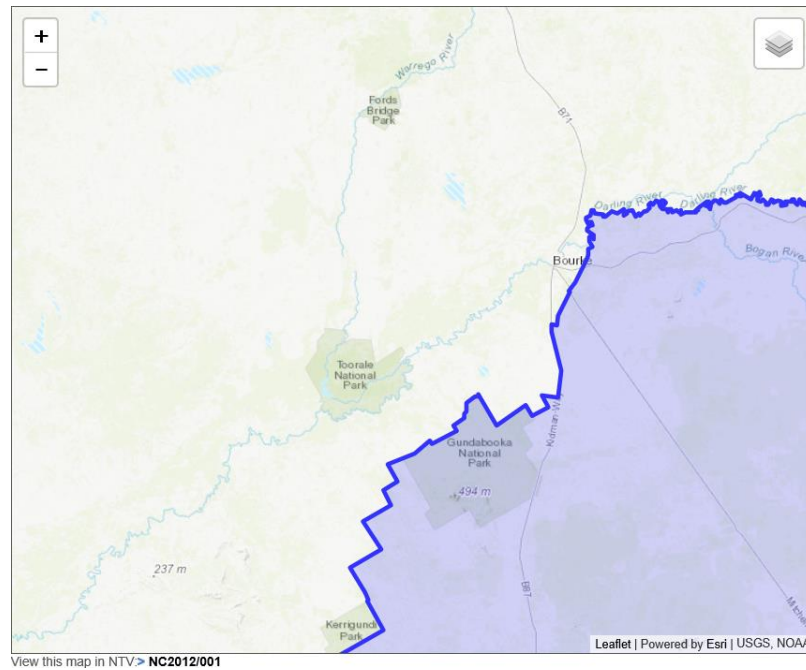 +
−
Warrego River
Fords
Bridge
Park
B71
Darling River
Darling River
Bourke
Bogan River
Toorale
National
Park
Kidman Way
Gundabooka
National
Park
494 m
237 m
B87
Kerrigundi
Park
Leaflet | Powered by Esri | USGS, NOAA
View this map in NTV:> NC2012/001